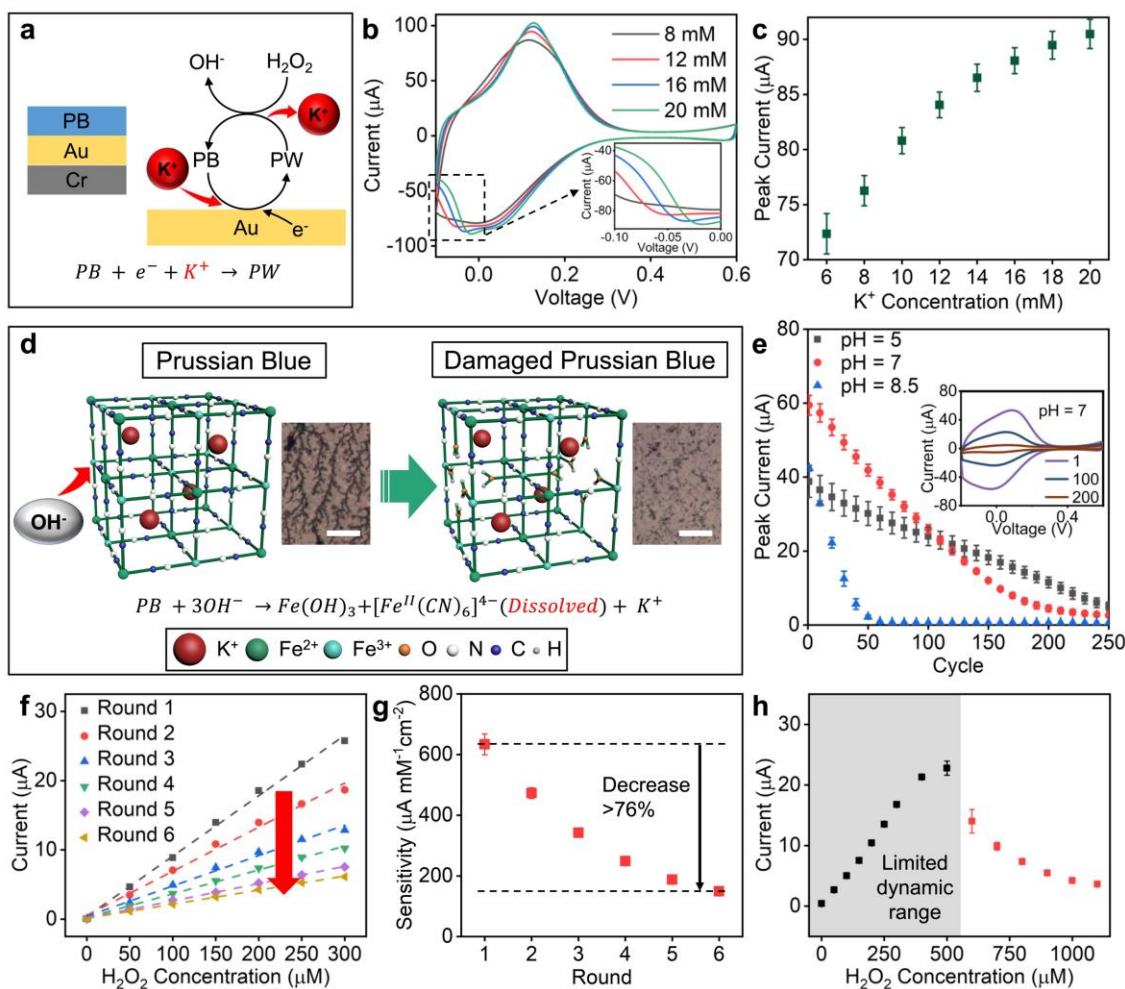 a
OH⁻
H₂O₂
K⁺
PB
Au
Cr
K⁺
PB
PW
Au
e⁻
PB + e⁻ + K⁺ → PW
b
Current (μA)
100
50
0
-50
-100
8 mM
12 mM
16 mM
20 mM
Current (μA)
-40
-60
-80
-0.10
-0.05
0.00
Voltage (V)
0.0
0.2
0.4
0.6
Voltage (V)
c
Peak Current (μA)
90
85
80
75
70
6 8 10 12 14 16 18 20
K⁺ Concentration (mM)
d
Prussian Blue
Damaged Prussian Blue
OH⁻
PB + 3OH⁻ → Fe(OH)₃+[Feᴵᴵ(CN)₆]⁴⁻(Dissolved) + K⁺
K⁺ Fe²⁺ Fe³⁺ O N C H
e
Peak Current (μA)
80
60
40
20
0
pH = 5
pH = 7
pH = 8.5
Current (μA)
80
40
0
-40
-80
pH = 7
1
100
200
0.0 0.4
Voltage (V)
0 50 100 150 200 250
Cycle
f
Current (μA)
30
20
10
0
Round 1
Round 2
Round 3
Round 4
Round 5
Round 6
0 50 100 150 200 250 300
H₂O₂ Concentration (μM)
g
Sensitivity (μA mM⁻¹cm⁻²)
800
600
400
200
0
Decrease
>76%
1 2 3 4 5 6
Round
h
Current (μA)
30
20
10
0
Limited
dynamic
range
0 250 500 750 1000
H₂O₂ Concentration (μM)